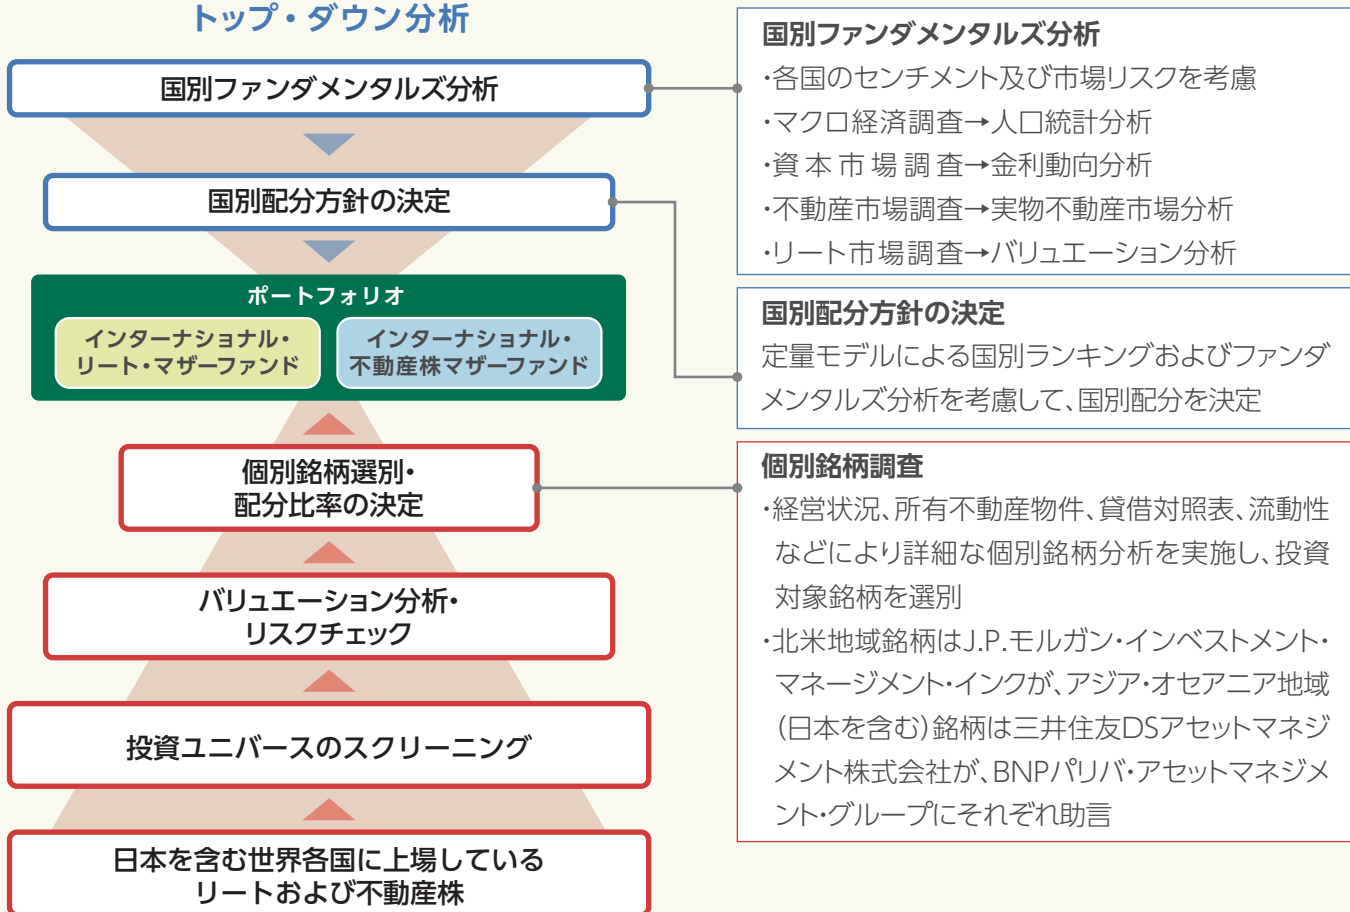 トップ・ダウン分析
国別ファンダメンタルズ分析
国別配分方針の決定
ポートフォリオ
インターナショナル・
リート・マザーファンド
インターナショナル・
不動産株マザーファンド
個別銘柄選別・
配分比率の決定
バリュエーション分析・
リスクチェック
投資ユニバースのスクリーニング
日本を含む世界各国に上場している
リートおよび不動産株
国別ファンダメンタルズ分析
・各国のセンチメント及び市場リスクを考慮
・マクロ経済調査→人口統計分析
・資本市場調査→金利動向分析
・不動産市場調査→実物不動産市場分析
・リート市場調査→バリュエーション分析
国別配分方針の決定
定量モデルによる国別ランキングおよびファンダ
メンタルズ分析を考慮して、国別配分を決定
個別銘柄調査
・経営状況、所有不動産物件、貸借対照表、流動性
などにより詳細な個別銘柄分析を実施し、投資
対象銘柄を選別
・北米地域銘柄はJ.P.モルガン・インベストメント・
マネージメント・インクが、アジア・オセアニア地域
(日本を含む)銘柄は三井住友DSアセットマネジ
メント株式会社が、BNPパリバ・アセットマネジメ
ント・グループにそれぞれ助言